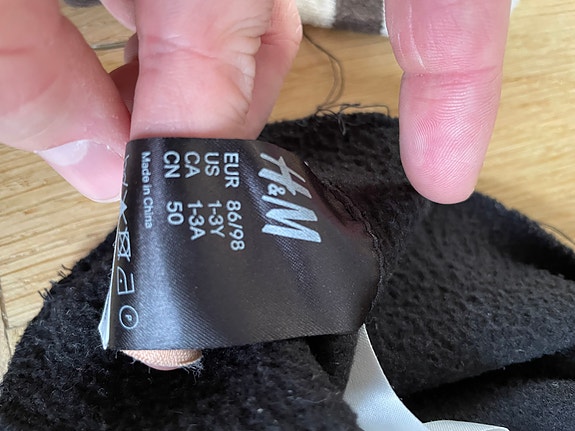 H&M
EUR 86/98
US 1-3Y
CA 1-3A
CN 50
Made in China
P